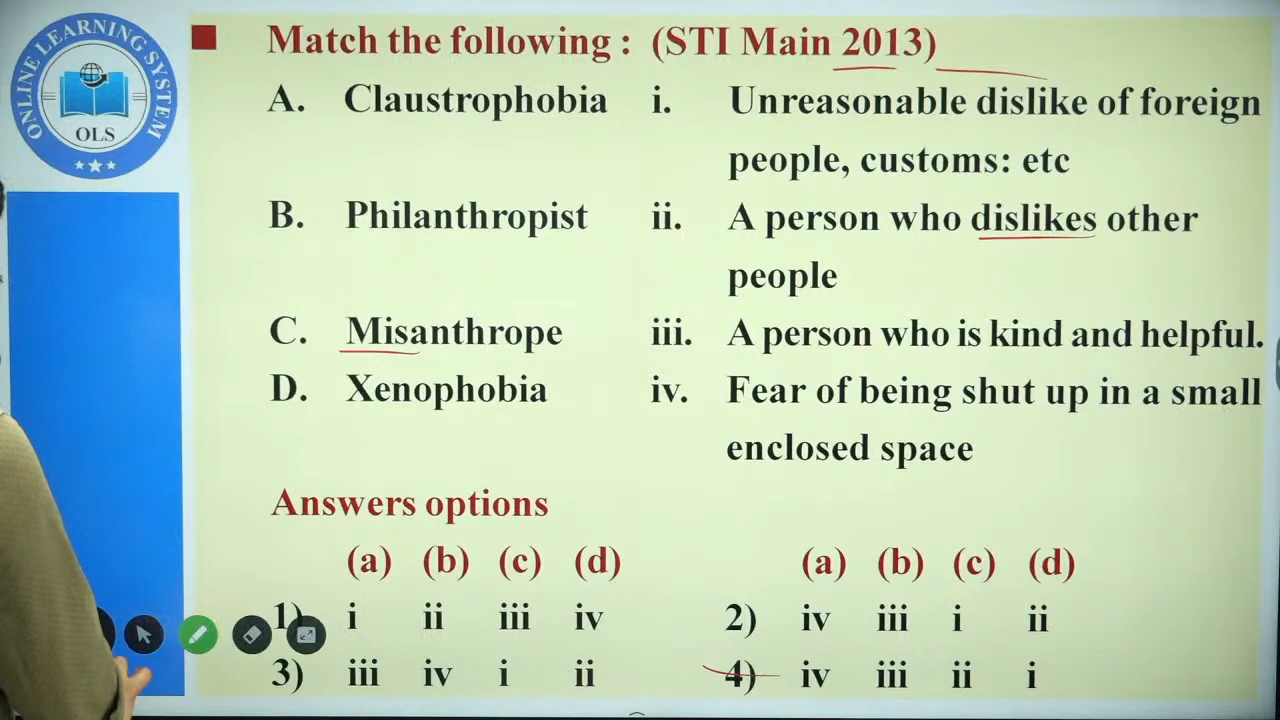 ONLINE LEARNING SYSTEM
OLS
Match the following : (STI Main 2013)
A. Claustrophobia i. Unreasonable dislike of foreign
people, customs: etc
B. Philanthropist ii. A person who dislikes other
people
C. Misanthrope iii. A person who is kind and helpful.
D. Xenophobia iv. Fear of being shut up in a small
enclosed space
Answers options
(a) (b) (c) (d) (a) (b) (c) (d)
1) i ii iii iv 2) iv iii i ii
3) iii iv i ii 4) iv iii ii i